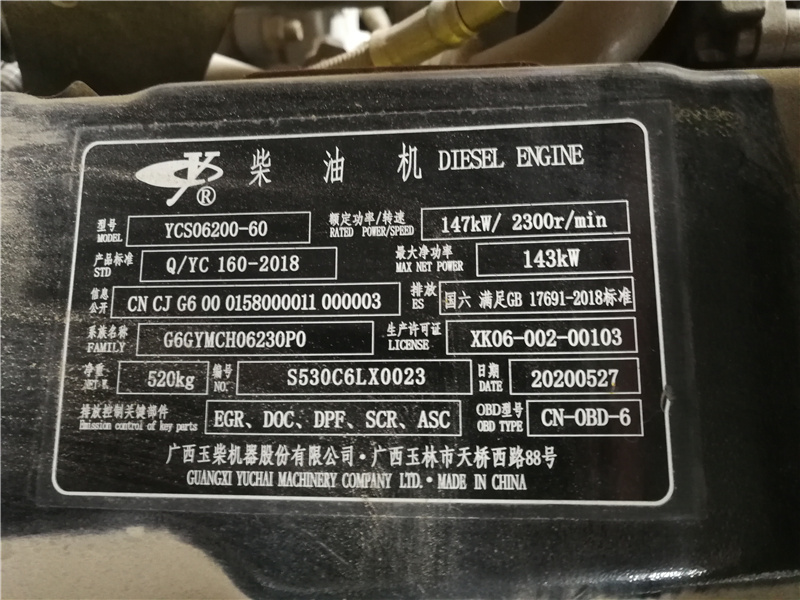 柴油机 DIESEL ENGINE
型号 MODEL YCS06200-60 额定功率/转速 RATED POWER/SPEED 147kW/ 2300r/min
产品标准 STD Q/YC 160-2018 最大净功率 MAX NET POWER 143kW
信息公开 CN CJ G6 00 0158000011 000003 排放 ES 国六 满足GB 17691-2018标准
系族名称 FAMILY G6GYMCH06230P0 生产许可证 LICENSE XK06-002-00103
净重 NET.W. 520kg 编号 NO. S530C6LX0023 日期 DATE 20200527
排放控制关键部件 Emission control of key parts EGR、DOC、DPF、SCR、ASC OBD型号 OBD TYPE CN-OBD-6
广西玉柴机器股份有限公司·广西玉林市天桥西路88号
GUANGXI YUCHAI MACHINERY COMPANY LTD.·MADE IN CHINA